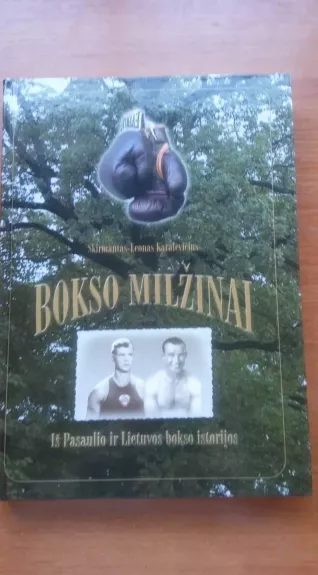 Skirmantas-Leonas Karalevičius
BOKSO MILŽINAI
Iš Pasaulio ir Lietuvos bokso istorijos